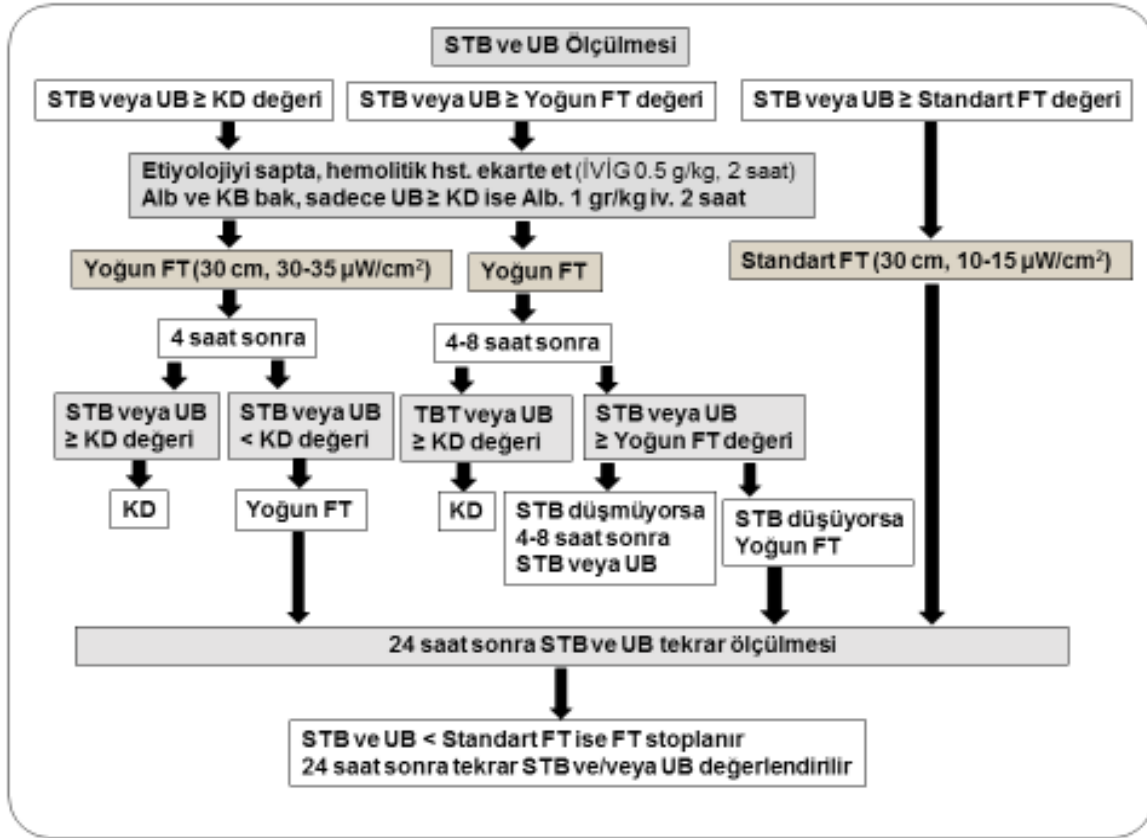 STB ve UB Ölçülmesi
STB veya UB ≥ KD değeri
STB veya UB ≥ Yoğun FT değeri
STB veya UB ≥ Standart FT değeri
Etiyolojiyi sapta, hemolitik hst. ekarte et (İVİG 0.5 g/kg, 2 saat)
Alb ve KB bak, sadece UB ≥ KD ise Alb. 1 gr/kg iv. 2 saat
Yoğun FT (30 cm, 30-35 µW/cm²)
Yoğun FT
Standart FT (30 cm, 10-15 µW/cm²)
4 saat sonra
4-8 saat sonra
STB veya UB
≥ KD değeri
STB veya UB
< KD değeri
TBT veya UB
≥ KD değeri
STB veya UB
≥ Yoğun FT değeri
KD
Yoğun FT
KD
STB düşmüyorsa
4-8 saat sonra
STB veya UB
STB düşüyorsa
Yoğun FT
24 saat sonra STB ve UB tekrar ölçülmesi
STB ve UB < Standart FT ise FT stoplanır
24 saat sonra tekrar STB ve/veya UB değerlendirilir